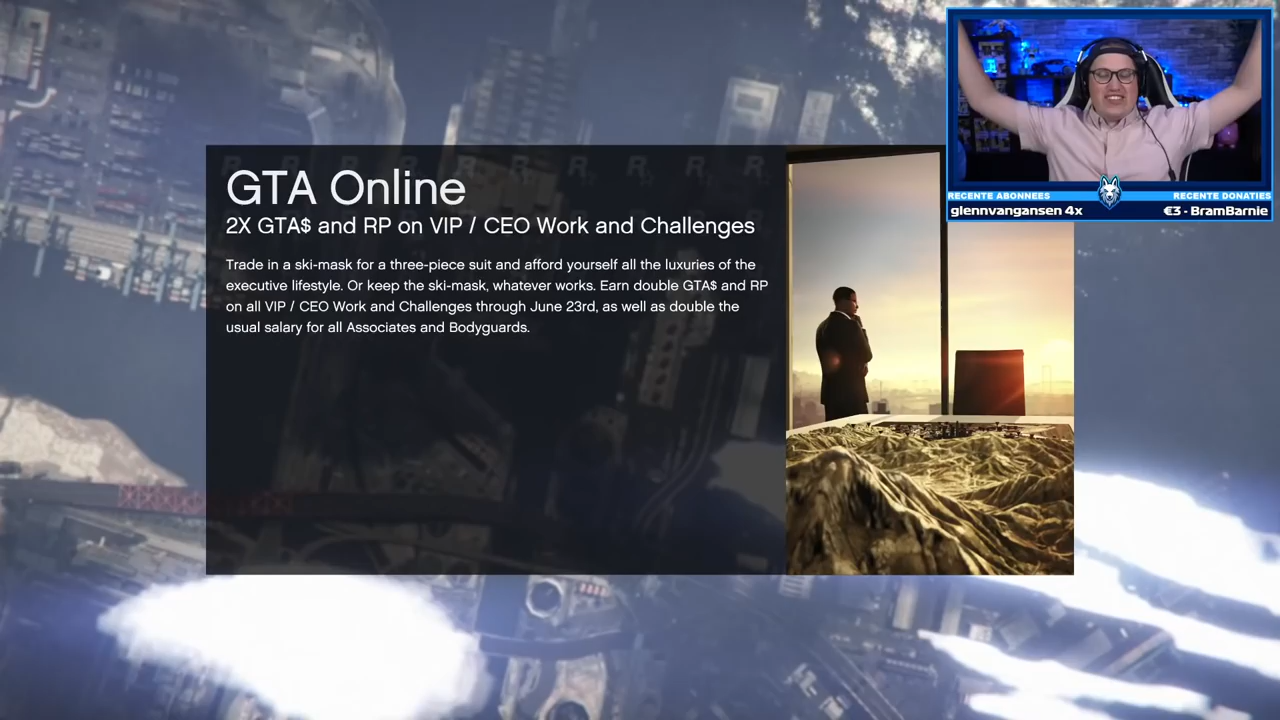 GTA Online
2X GTA$ and RP on VIP / CEO Work and Challenges
Trade in a ski-mask for a three-piece suit and afford yourself all the luxuries of the
executive lifestyle. Or keep the ski-mask, whatever works. Earn double GTA$ and RP
on all VIP / CEO Work and Challenges through June 23rd, as well as double the
usual salary for all Associates and Bodyguards.
RECENTE ABONNEES
RECENTE DONATIES
glennvangansen 4x
€3 - BramBarnie